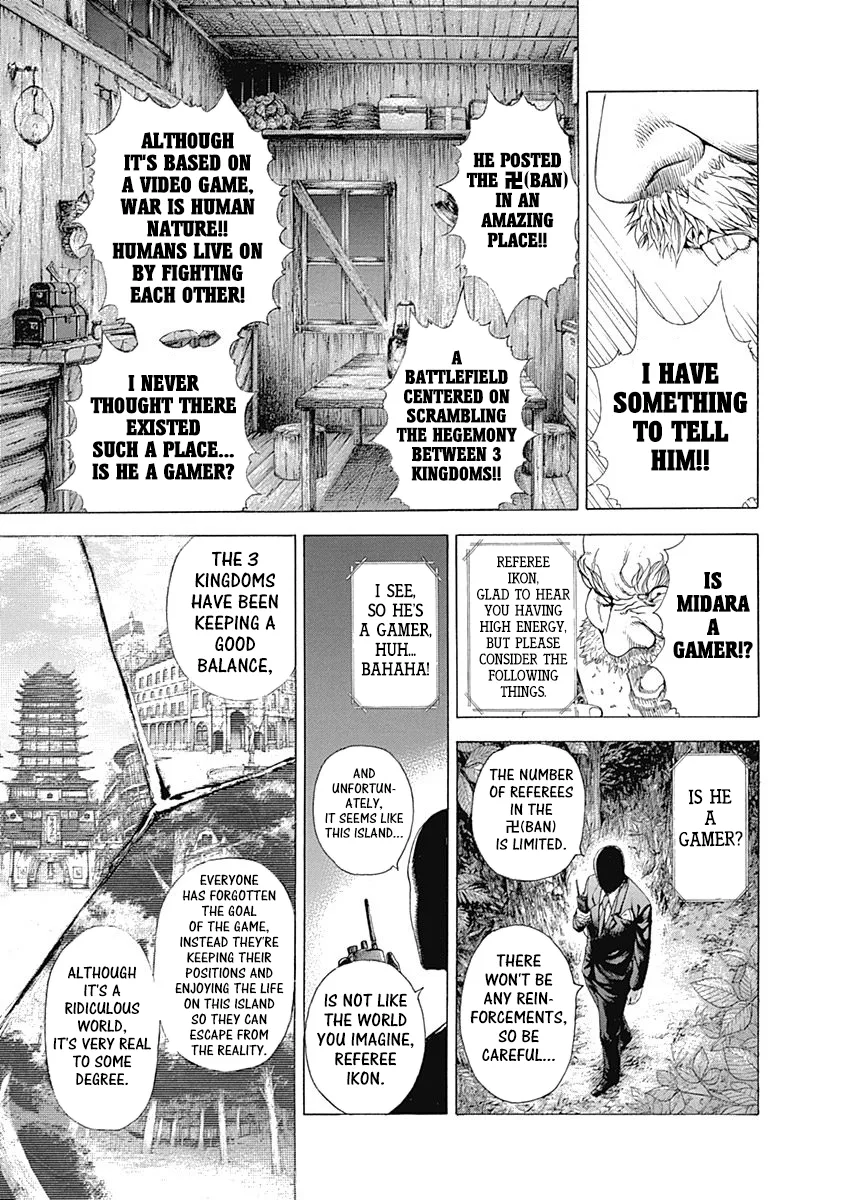 I HAVE
SOMETHING
TO TELL
HIM!!
HE POSTED
THE 卍(BAN)
IN AN
AMAZING
PLACE!!
A
BATTLEFIELD
CENTERED ON
SCRAMBLING
THE HEGEMONY
BETWEEN 3
KINGDOMS!!
ALTHOUGH
IT'S BASED ON
A VIDEO GAME,
WAR IS HUMAN
NATURE!!
HUMANS LIVE ON
BY FIGHTING
EACH OTHER!
I NEVER
THOUGHT THERE
EXISTED
SUCH A PLACE...
IS HE A GAMER?
IS
MIDARA
A
GAMER!?
REFEREE
IKON,
GLAD TO HEAR
YOU HAVING
HIGH ENERGY,
BUT PLEASE
CONSIDER THE
FOLLOWING
THINGS.
IS HE
A
GAMER?
THE NUMBER
OF REFEREES
IN THE
卍(BAN)
IS LIMITED.
THERE
WON'T BE
ANY REIN-
FORCEMENTS,
SO BE
CAREFUL...
I SEE,
SO HE'S
A GAMER,
HUH...
BAHAHA!
AND
UNFORTUN-
ATELY,
IT SEEMS LIKE
THIS ISLAND...
IS NOT LIKE
THE WORLD
YOU IMAGINE,
REFEREE
IKON.
THE 3
KINGDOMS
HAVE BEEN
KEEPING A
GOOD
BALANCE,
EVERYONE
HAS FORGOTTEN
THE GOAL
OF THE GAME,
INSTEAD THEY'RE
KEEPING THEIR
POSITIONS AND
ENJOYING THE LIFE
ON THIS ISLAND
SO THEY CAN
ESCAPE FROM
THE REALITY.
ALTHOUGH
IT'S A
RIDICULOUS
WORLD,
IT'S VERY REAL
TO SOME
DEGREE.